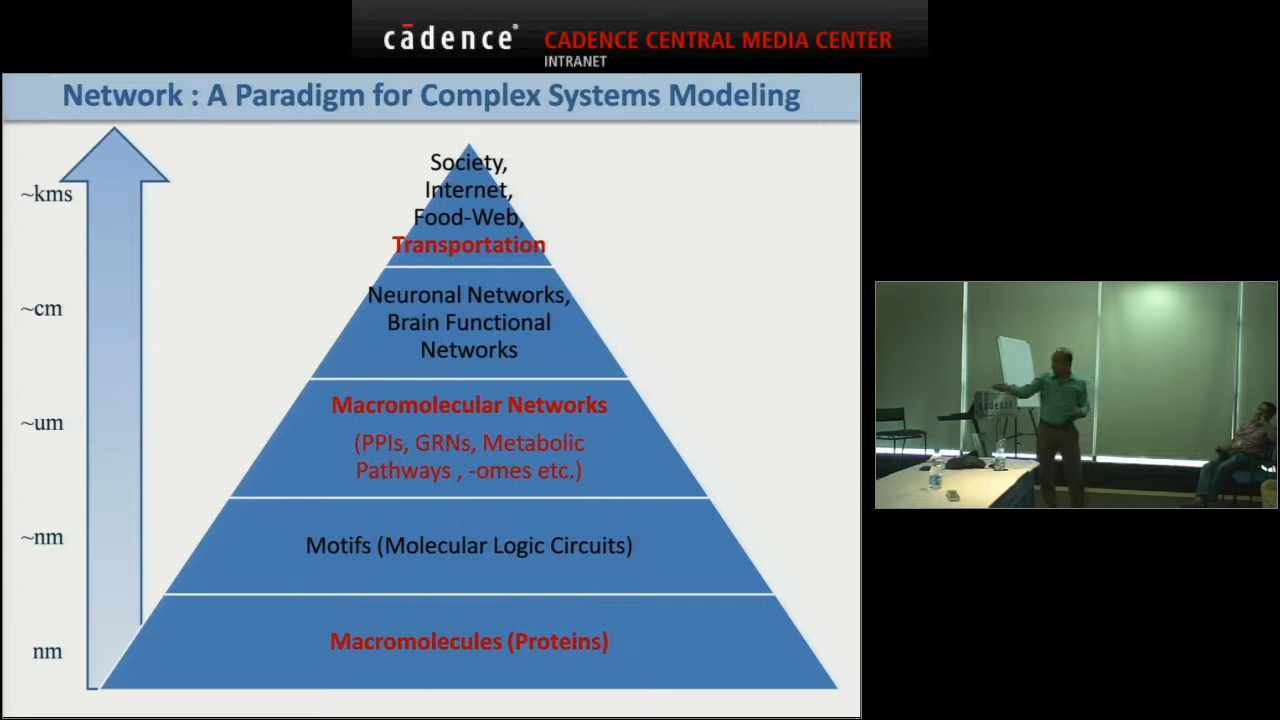 cādence®
CADENCE CENTRAL MEDIA CENTER
INTRANET
Network : A Paradigm for Complex Systems Modeling
~kms
~cm
~um
~nm
nm
Society,
Internet,
Food-Web,
Transportation
Neuronal Networks,
Brain Functional
Networks
Macromolecular Networks
(PPIs, GRNs, Metabolic
Pathways , -omes etc.)
Motifs (Molecular Logic Circuits)
Macromolecules (Proteins)
cādence